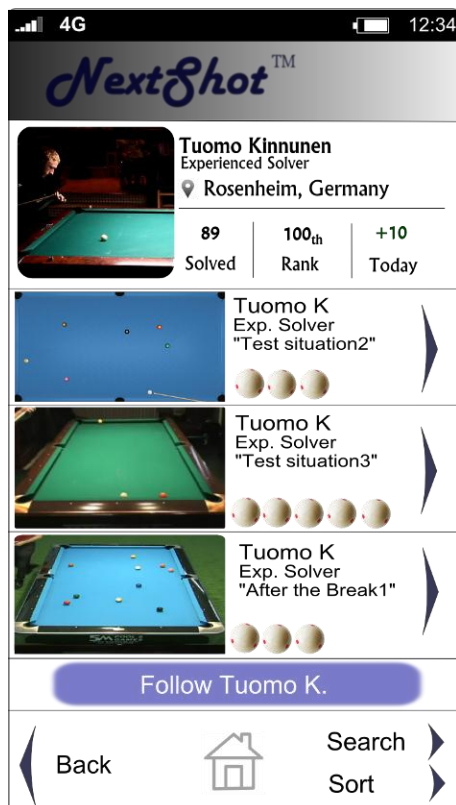 4G 12:34
NextShot™
Tuomo Kinnunen
Experienced Solver
Rosenheim, Germany
89 100th +10
Solved Rank Today
Tuomo K
Exp. Solver
"Test situation2"
Tuomo K
Exp. Solver
"Test situation3"
Tuomo K
Exp. Solver
"After the Break1"
Follow Tuomo K.
Back
Search
Sort